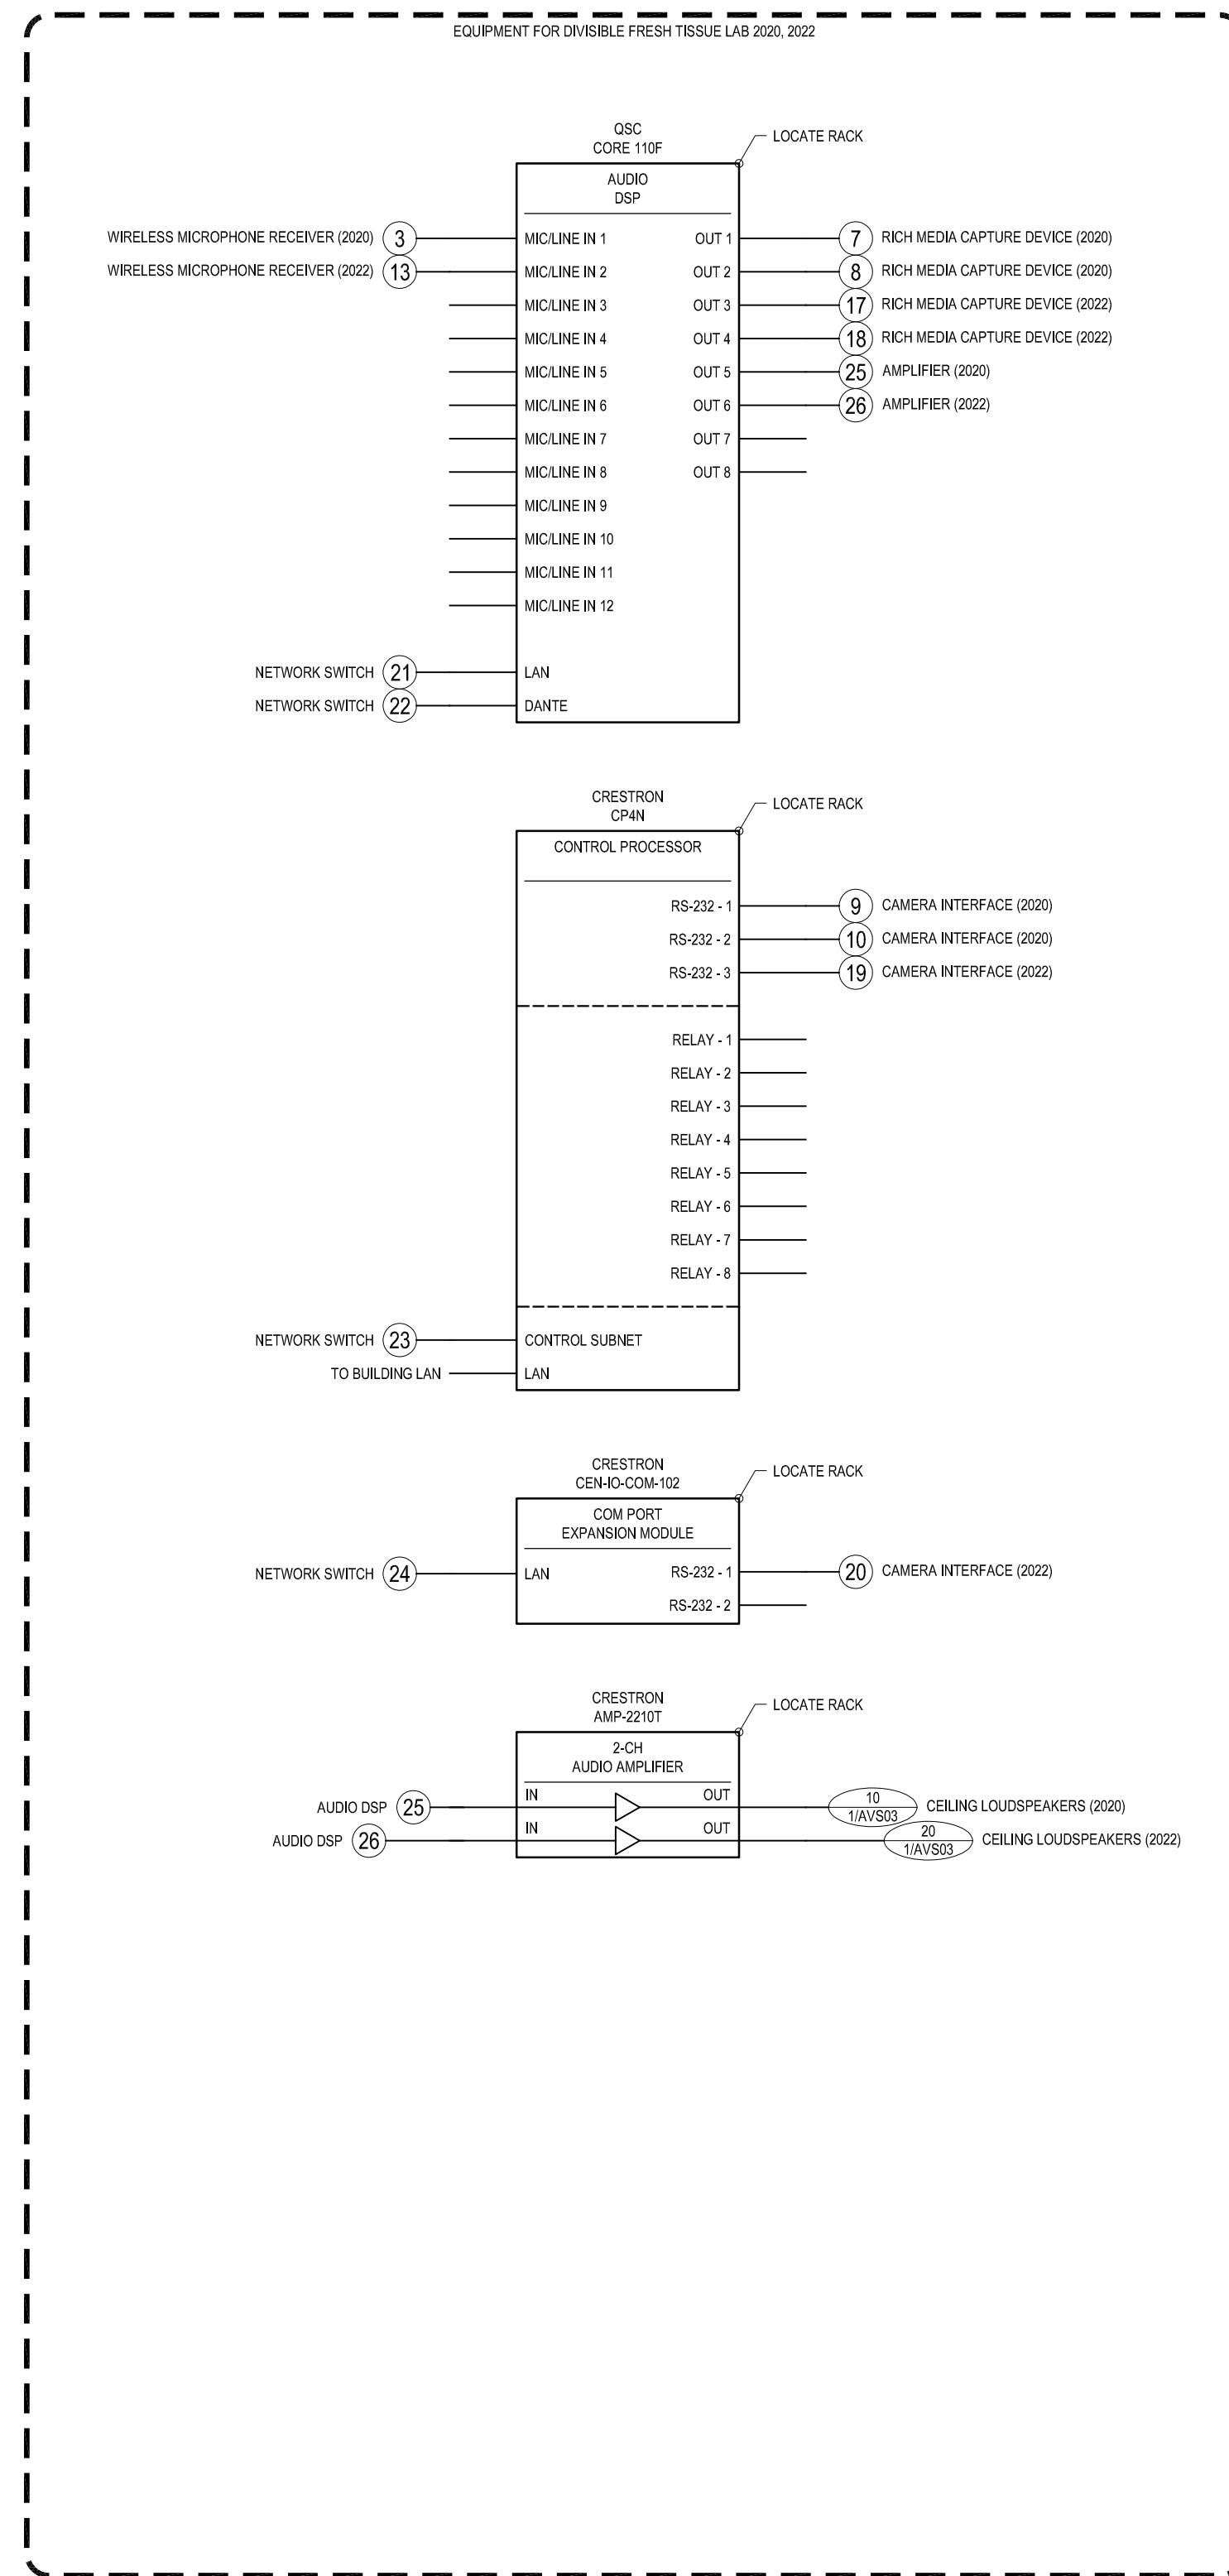 EQUIPMENT FOR DIVISIBLE FRESH TISSUE LAB 2020, 2022
QSC
CORE 110F
LOCATE RACK
AUDIO
DSP
WIRELESS MICROPHONE RECEIVER (2020) 3 MIC/LINE IN 1 OUT 1 7 RICH MEDIA CAPTURE DEVICE (2020)
WIRELESS MICROPHONE RECEIVER (2022) 13 MIC/LINE IN 2 OUT 2 8 RICH MEDIA CAPTURE DEVICE (2020)
MIC/LINE IN 3 OUT 3 17 RICH MEDIA CAPTURE DEVICE (2022)
MIC/LINE IN 4 OUT 4 18 RICH MEDIA CAPTURE DEVICE (2022)
MIC/LINE IN 5 OUT 5 25 AMPLIFIER (2020)
MIC/LINE IN 6 OUT 6 26 AMPLIFIER (2022)
MIC/LINE IN 7 OUT 7
MIC/LINE IN 8 OUT 8
MIC/LINE IN 9
MIC/LINE IN 10
MIC/LINE IN 11
MIC/LINE IN 12
NETWORK SWITCH 21 LAN
NETWORK SWITCH 22 DANTE
CRESTRON
CP4N
LOCATE RACK
CONTROL PROCESSOR
RS-232 - 1 9 CAMERA INTERFACE (2020)
RS-232 - 2 10 CAMERA INTERFACE (2020)
RS-232 - 3 19 CAMERA INTERFACE (2022)
RELAY - 1
RELAY - 2
RELAY - 3
RELAY - 4
RELAY - 5
RELAY - 6
RELAY - 7
RELAY - 8
NETWORK SWITCH 23 CONTROL SUBNET
TO BUILDING LAN LAN
CRESTRON
CEN-IO-COM-102
LOCATE RACK
COM PORT
EXPANSION MODULE
NETWORK SWITCH 24 LAN RS-232 - 1 20 CAMERA INTERFACE (2022)
RS-232 - 2
CRESTRON
AMP-2210T
LOCATE RACK
2-CH
AUDIO AMPLIFIER
AUDIO DSP 25 IN OUT 10 1/AVS03 CEILING LOUDSPEAKERS (2020)
AUDIO DSP 26 IN OUT 20 1/AVS03 CEILING LOUDSPEAKERS (2022)